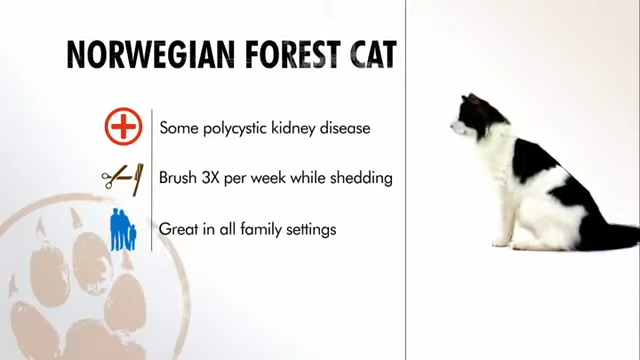 NORWEGIAN FOREST CAT
Some polycystic kidney disease
Brush 3X per week while shedding
Great in all family settings